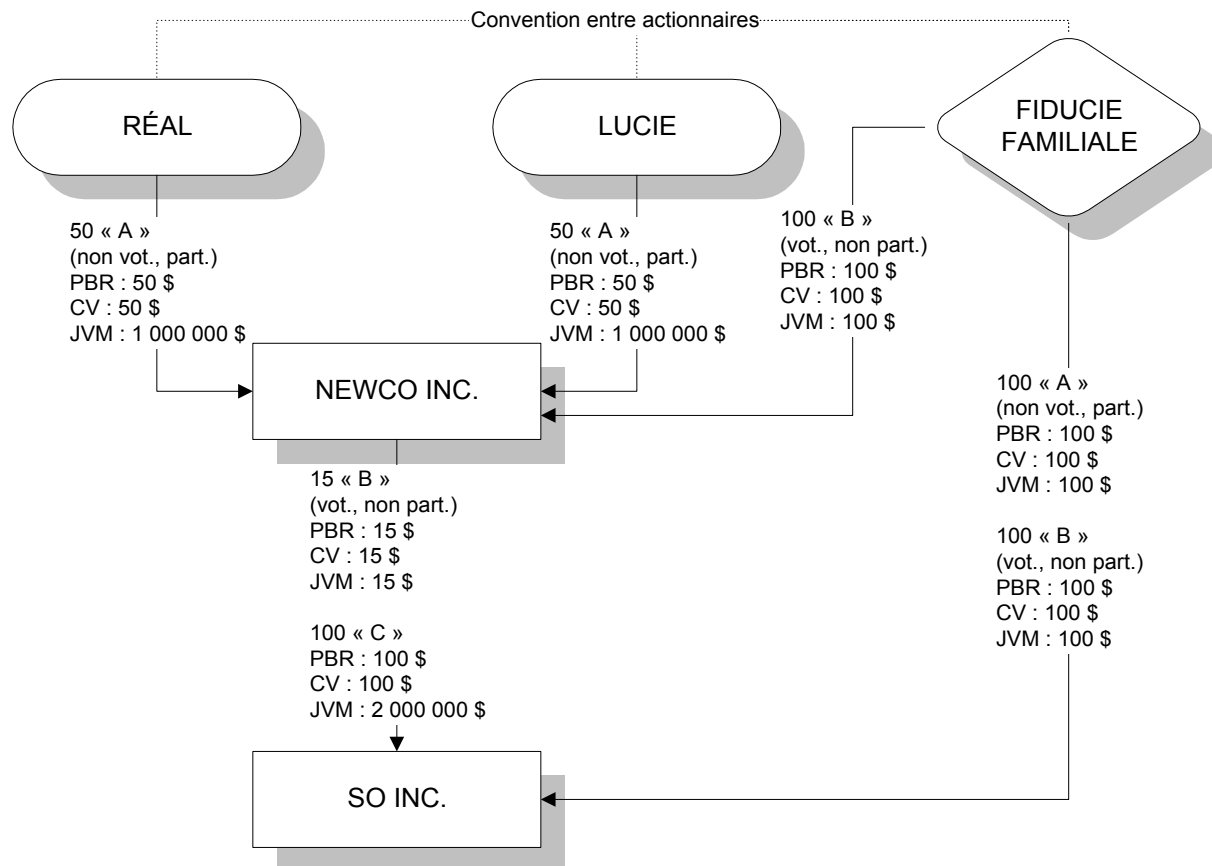 Convention entre actionnaires
RÉAL
LUCIE
FIDUCIE
FAMILIALE
50 « A »
(non vot., part.)
PBR : 50 $
CV : 50 $
JVM : 1 000 000 $
50 « A »
(non vot., part.)
PBR : 50 $
CV : 50 $
JVM : 1 000 000 $
100 « B »
(vot., non part.)
PBR : 100 $
CV : 100 $
JVM : 100 $
NEWCO INC.
100 « A »
(non vot., part.)
PBR : 100 $
CV : 100 $
JVM : 100 $
15 « B »
(vot., non part.)
PBR : 15 $
CV : 15 $
JVM : 15 $
100 « B »
(vot., non part.)
PBR : 100 $
CV : 100 $
JVM : 100 $
100 « C »
PBR : 100 $
CV : 100 $
JVM : 2 000 000 $
SO INC.